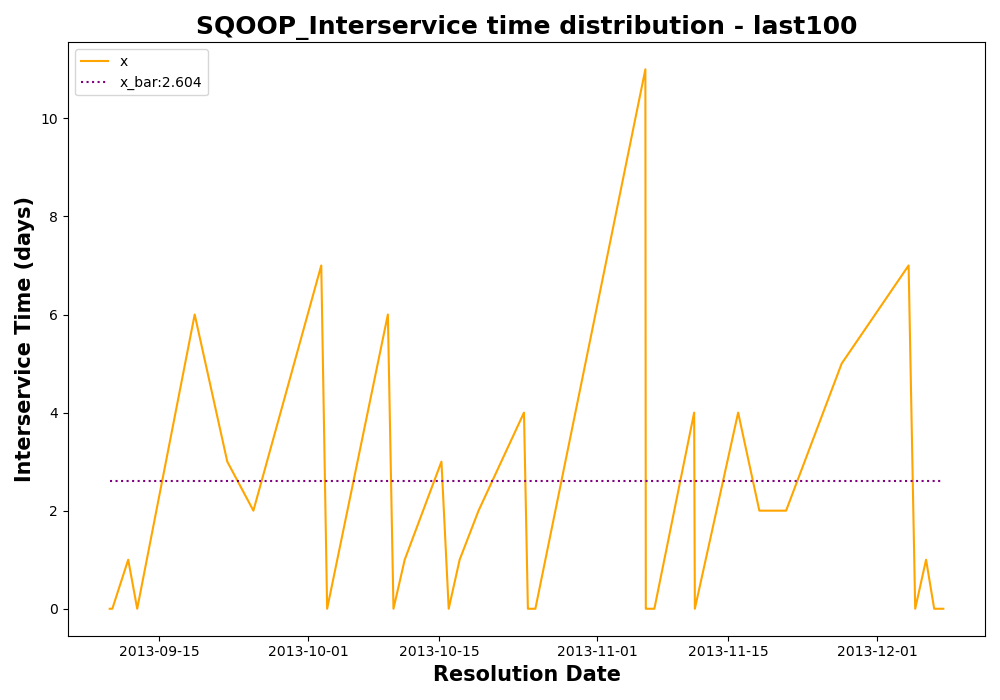 SQOOP_Interservice time distribution - last100
x
x_bar:2.604
Interservice Time (days)
10
8
6
4
2
0
2013-09-15 2013-10-01 2013-10-15 2013-11-01 2013-11-15 2013-12-01
Resolution Date